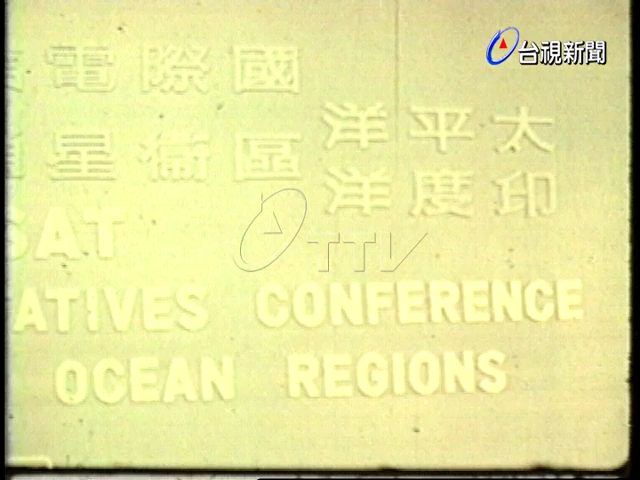 台視新聞
國際電
太平洋
區衛星
印度洋
SAT
TTV
ATIVES CONFERENCE
OCEAN REGIONS